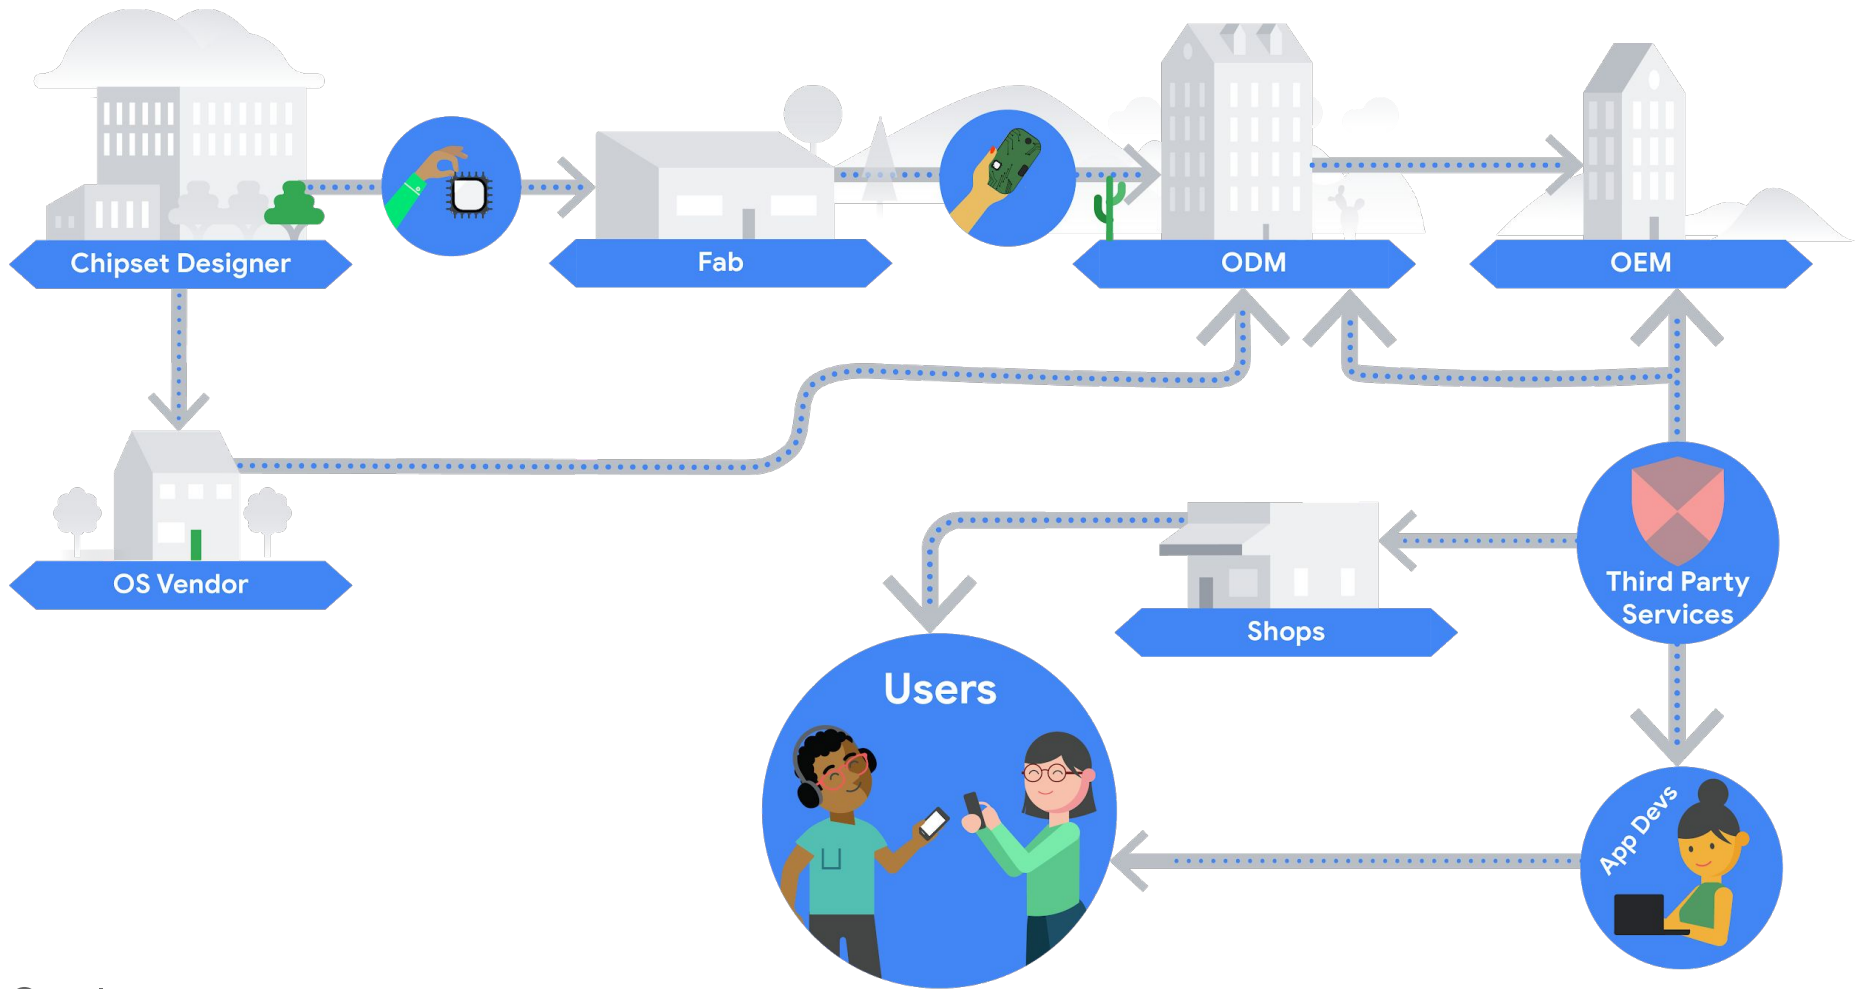 Chipset Designer
Fab
ODM
OEM
OS Vendor
Shops
Third Party
Services
Users
App Devs